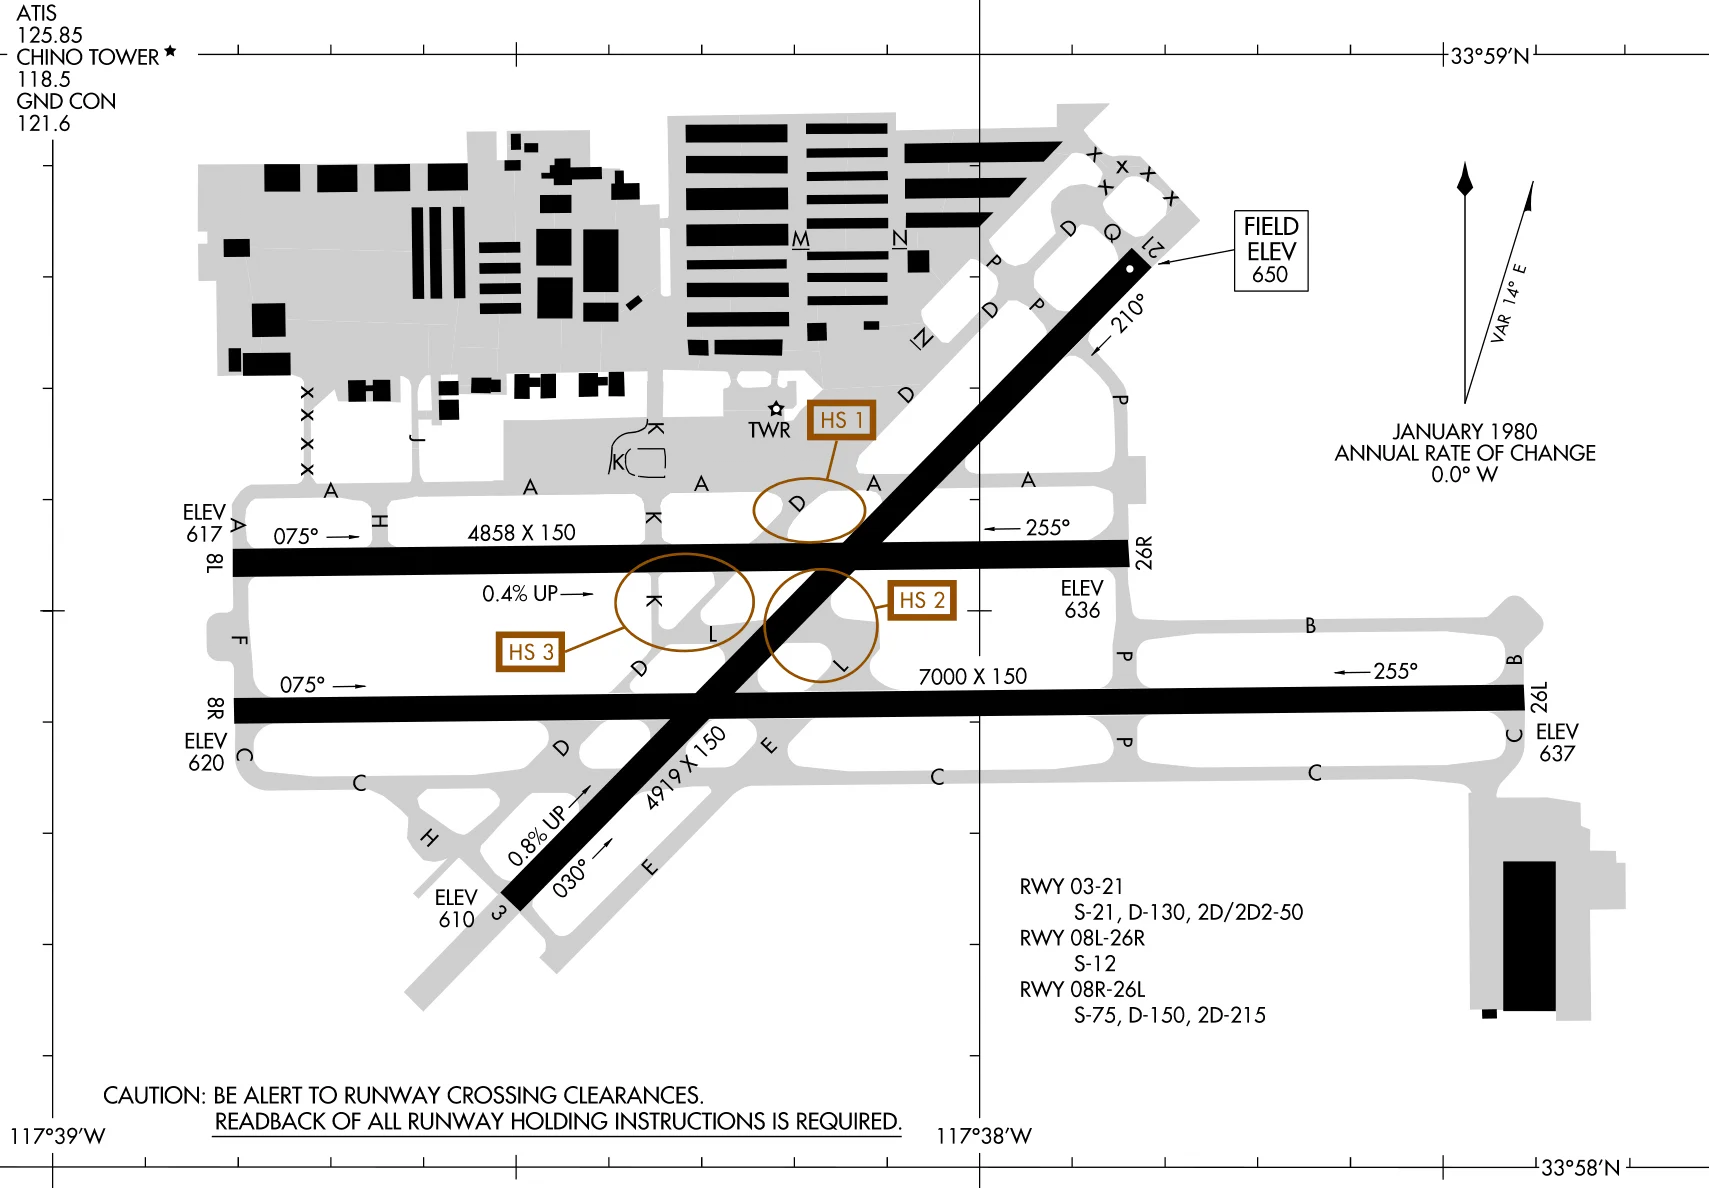 ATIS
125.85
CHINO TOWER
118.5
GND CON
121.6
33°59'N
FIELD
ELEV
650
VAR 14° E
JANUARY 1980
ANNUAL RATE OF CHANGE
0.0° W
X
X
X
X
X
X
D
Q
21
M
N
P
D
P
210°
N
D
P
X
X
X
X
J
K
K
TWR
HS 1
A
A
A
D
A
A
ELEV
617
A
H
K
075°
4858 X 150
255°
8L
26R
0.4% UP
K
HS 2
ELEV
636
F
L
HS 3
D
L
B
P
B
075°
7000 X 150
255°
8R
26L
ELEV
620
C
D
E
P
C
ELEV
637
C
C
C
4919 X 150
H
0.8% UP
030°
E
ELEV
610
3
RWY 03-21
S-21, D-130, 2D/2D2-50
RWY 08L-26R
S-12
RWY 08R-26L
S-75, D-150, 2D-215
CAUTION: BE ALERT TO RUNWAY CROSSING CLEARANCES.
READBACK OF ALL RUNWAY HOLDING INSTRUCTIONS IS REQUIRED.
117°39'W
117°38'W
33°58'N